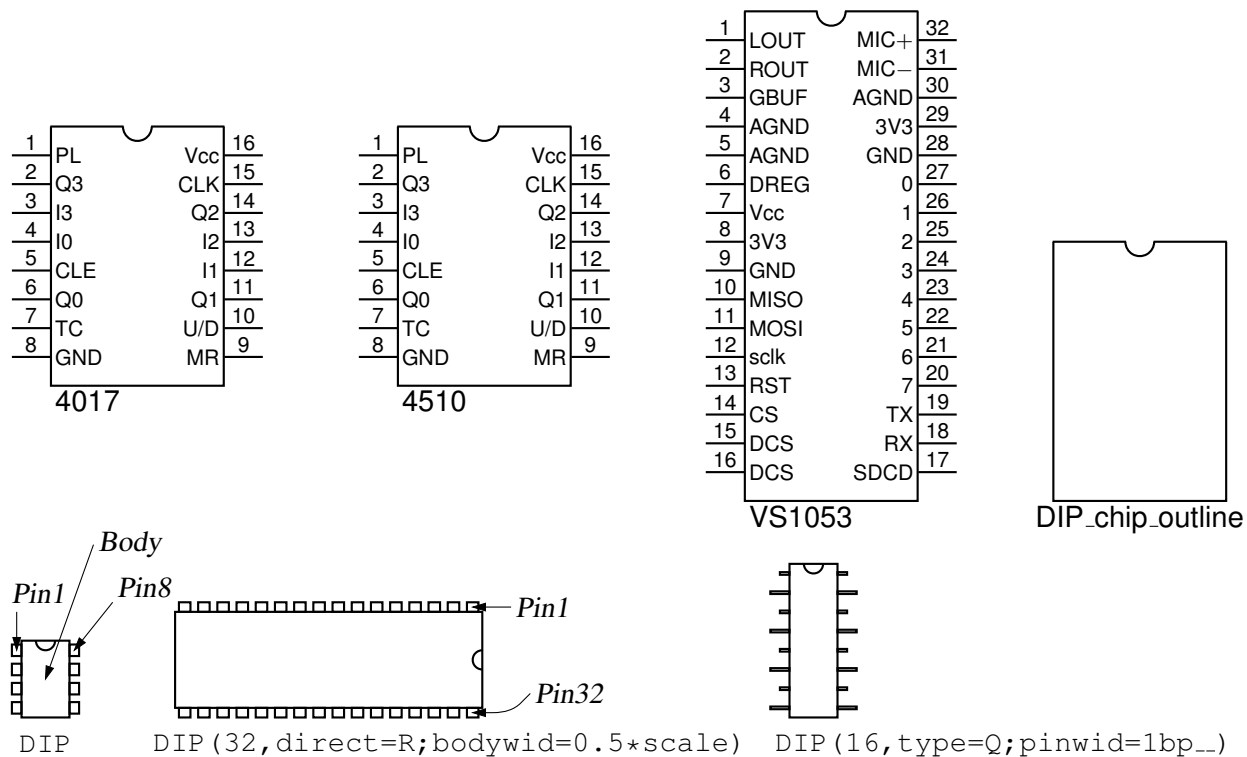 1 PL Vcc 16
2 Q3 CLK 15
3 I3 Q2 14
4 I0 I2 13
5 CLE I1 12
6 Q0 Q1 11
7 TC U/D 10
8 GND MR 9
4017
1 PL Vcc 16
2 Q3 CLK 15
3 I3 Q2 14
4 I0 I2 13
5 CLE I1 12
6 Q0 Q1 11
7 TC U/D 10
8 GND MR 9
4510
1 LOUT MIC+ 32
2 ROUT MIC− 31
3 GBUF AGND 30
4 AGND 3V3 29
5 AGND GND 28
6 DREG 0 27
7 Vcc 1 26
8 3V3 2 25
9 GND 3 24
10 MISO 4 23
11 MOSI 5 22
12 sclk 6 21
13 RST 7 20
14 CS TX 19
15 DCS RX 18
16 DCS SDCD 17
VS1053
DIP_chip_outline
Body
Pin1 Pin8
DIP
Pin1
Pin32
DIP(32,direct=R;bodywid=0.5*scale)
DIP(16,type=Q;pinwid=1bp__)